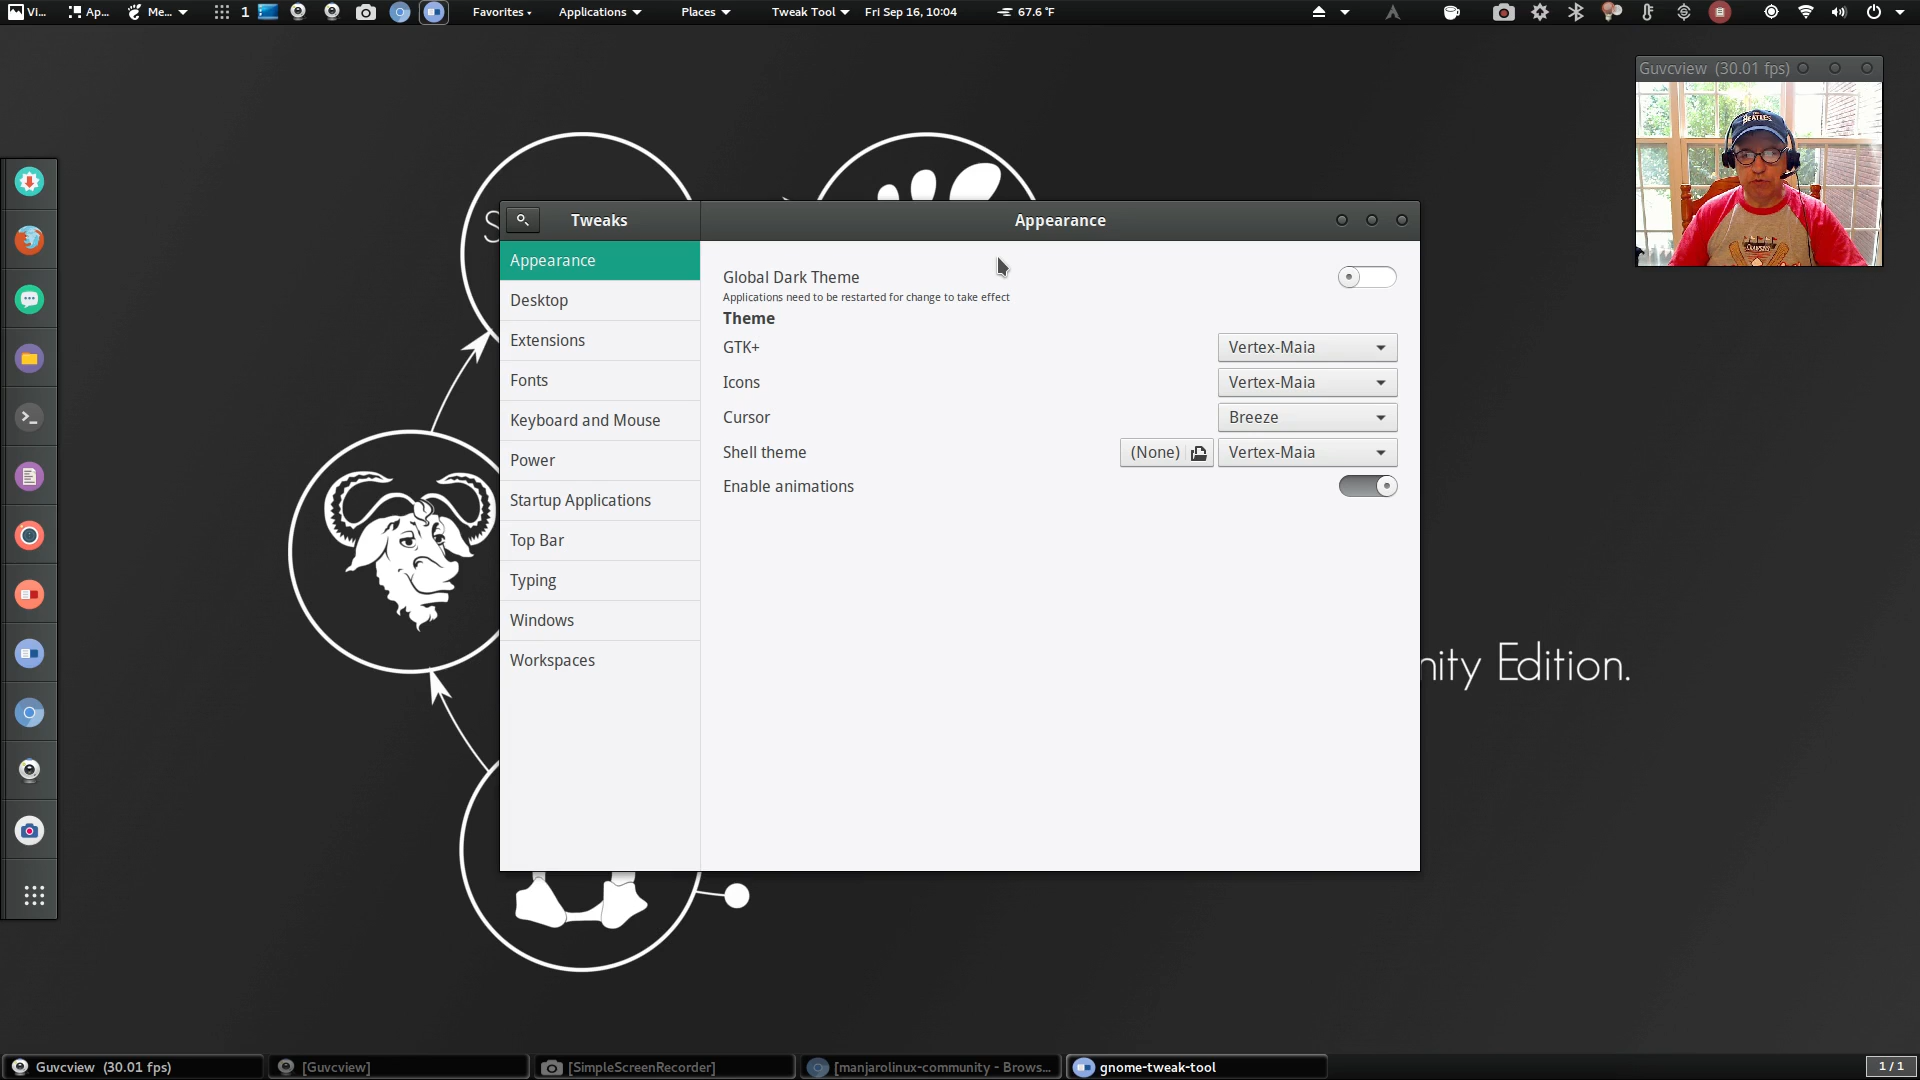 Vi...
Ap...
Me...
1
Favorites
Applications
Places
Tweak Tool
Fri Sep 16, 10:04
67.6 °F
Guvcview (30.01 fps)
BEATLES
S
Tweaks
Appearance
Appearance
Desktop
Extensions
Fonts
Keyboard and Mouse
Power
Startup Applications
Top Bar
Typing
Windows
Workspaces
Global Dark Theme
Applications need to be restarted for change to take effect
Theme
GTK+
Vertex-Maia
Icons
Vertex-Maia
Cursor
Breeze
Shell theme
(None)
Vertex-Maia
Enable animations
nity Edition.
Guvcview (30.01 fps)
[Guvcview]
[SimpleScreenRecorder]
[manjarolinux-community - Brows...
gnome-tweak-tool
1 / 1